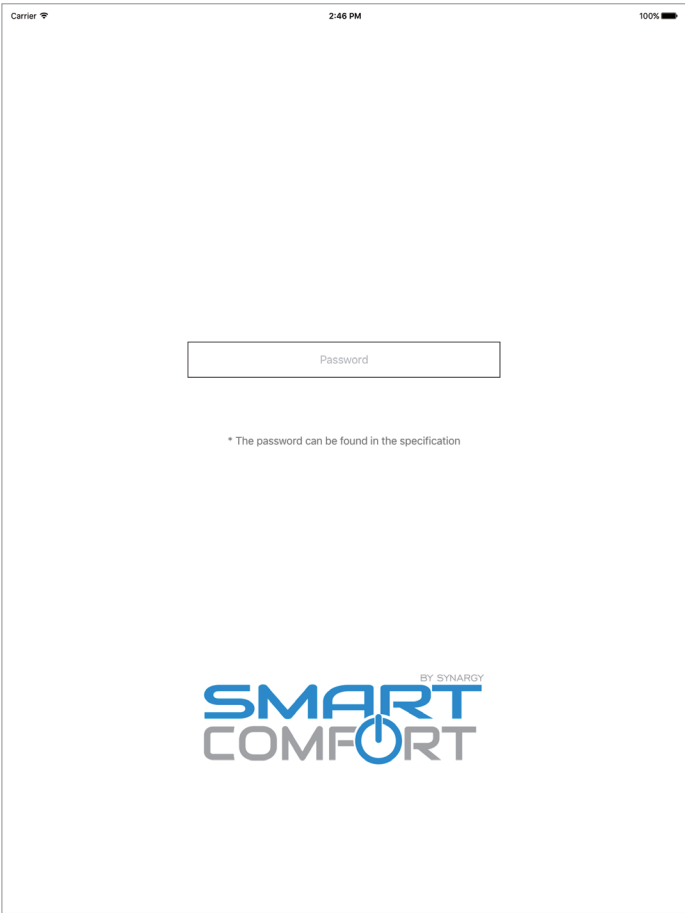 Carrier 2:46 PM 100%
Password
* The password can be found in the specification
BY SYNARGY
SMART
COMFORT